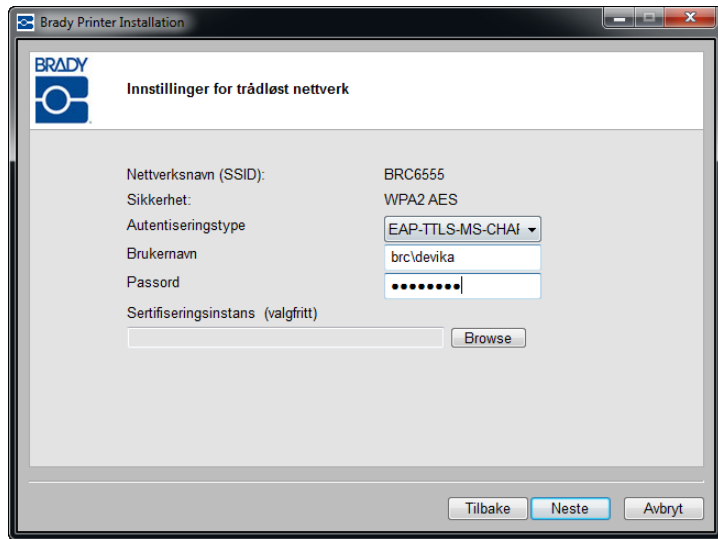 Brady Printer Installation
BRADY
Innstillinger for trådløst nettverk
Nettverksnavn (SSID): BRC6555
Sikkerhet: WPA2 AES
Autentiseringstype EAP-TTLS-MS-CHAI
Brukernavn brc\devika
Passord ●●●●●●●●
Sertifiseringsinstans (valgfritt)
Browse
Tilbake Neste Avbryt